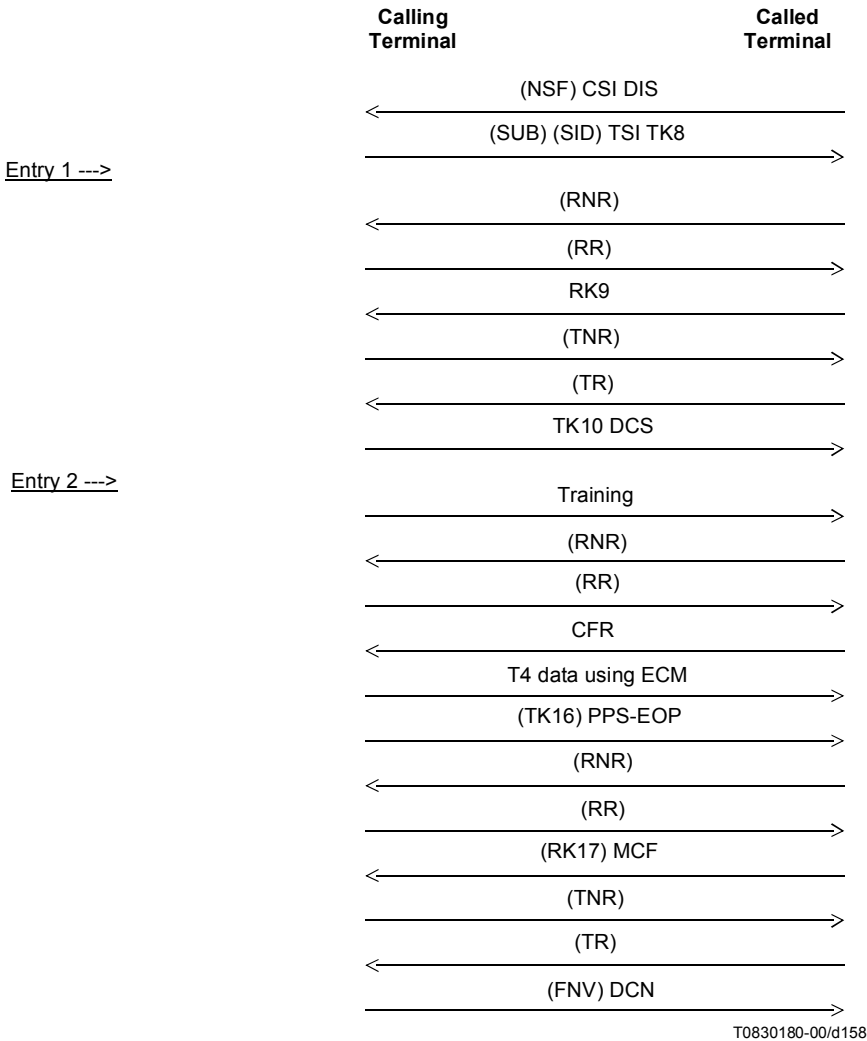 Calling
Terminal
Called
Terminal
(NSF) CSI DIS
(SUB) (SID) TSI TK8
Entry 1 --->
(RNR)
(RR)
RK9
(TNR)
(TR)
TK10 DCS
Entry 2 --->
Training
(RNR)
(RR)
CFR
T4 data using ECM
(TK16) PPS-EOP
(RNR)
(RR)
(RK17) MCF
(TNR)
(TR)
(FNV) DCN
T0830180-00/d158